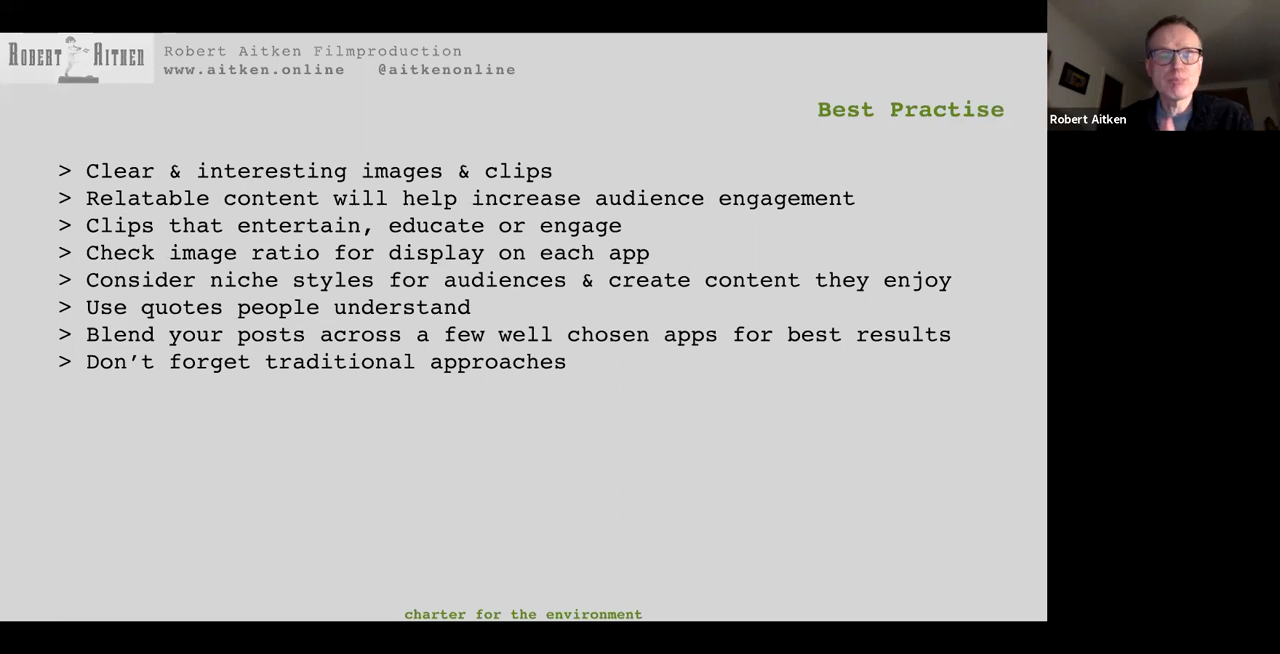 ROBERT AITKEN
Robert Aitken Filmproduction
www.aitken.online @aitkenonline
Best Practise
> Clear & interesting images & clips
> Relatable content will help increase audience engagement
> Clips that entertain, educate or engage
> Check image ratio for display on each app
> Consider niche styles for audiences & create content they enjoy
> Use quotes people understand
> Blend your posts across a few well chosen apps for best results
> Don’t forget traditional approaches
charter for the environment
Robert Aitken